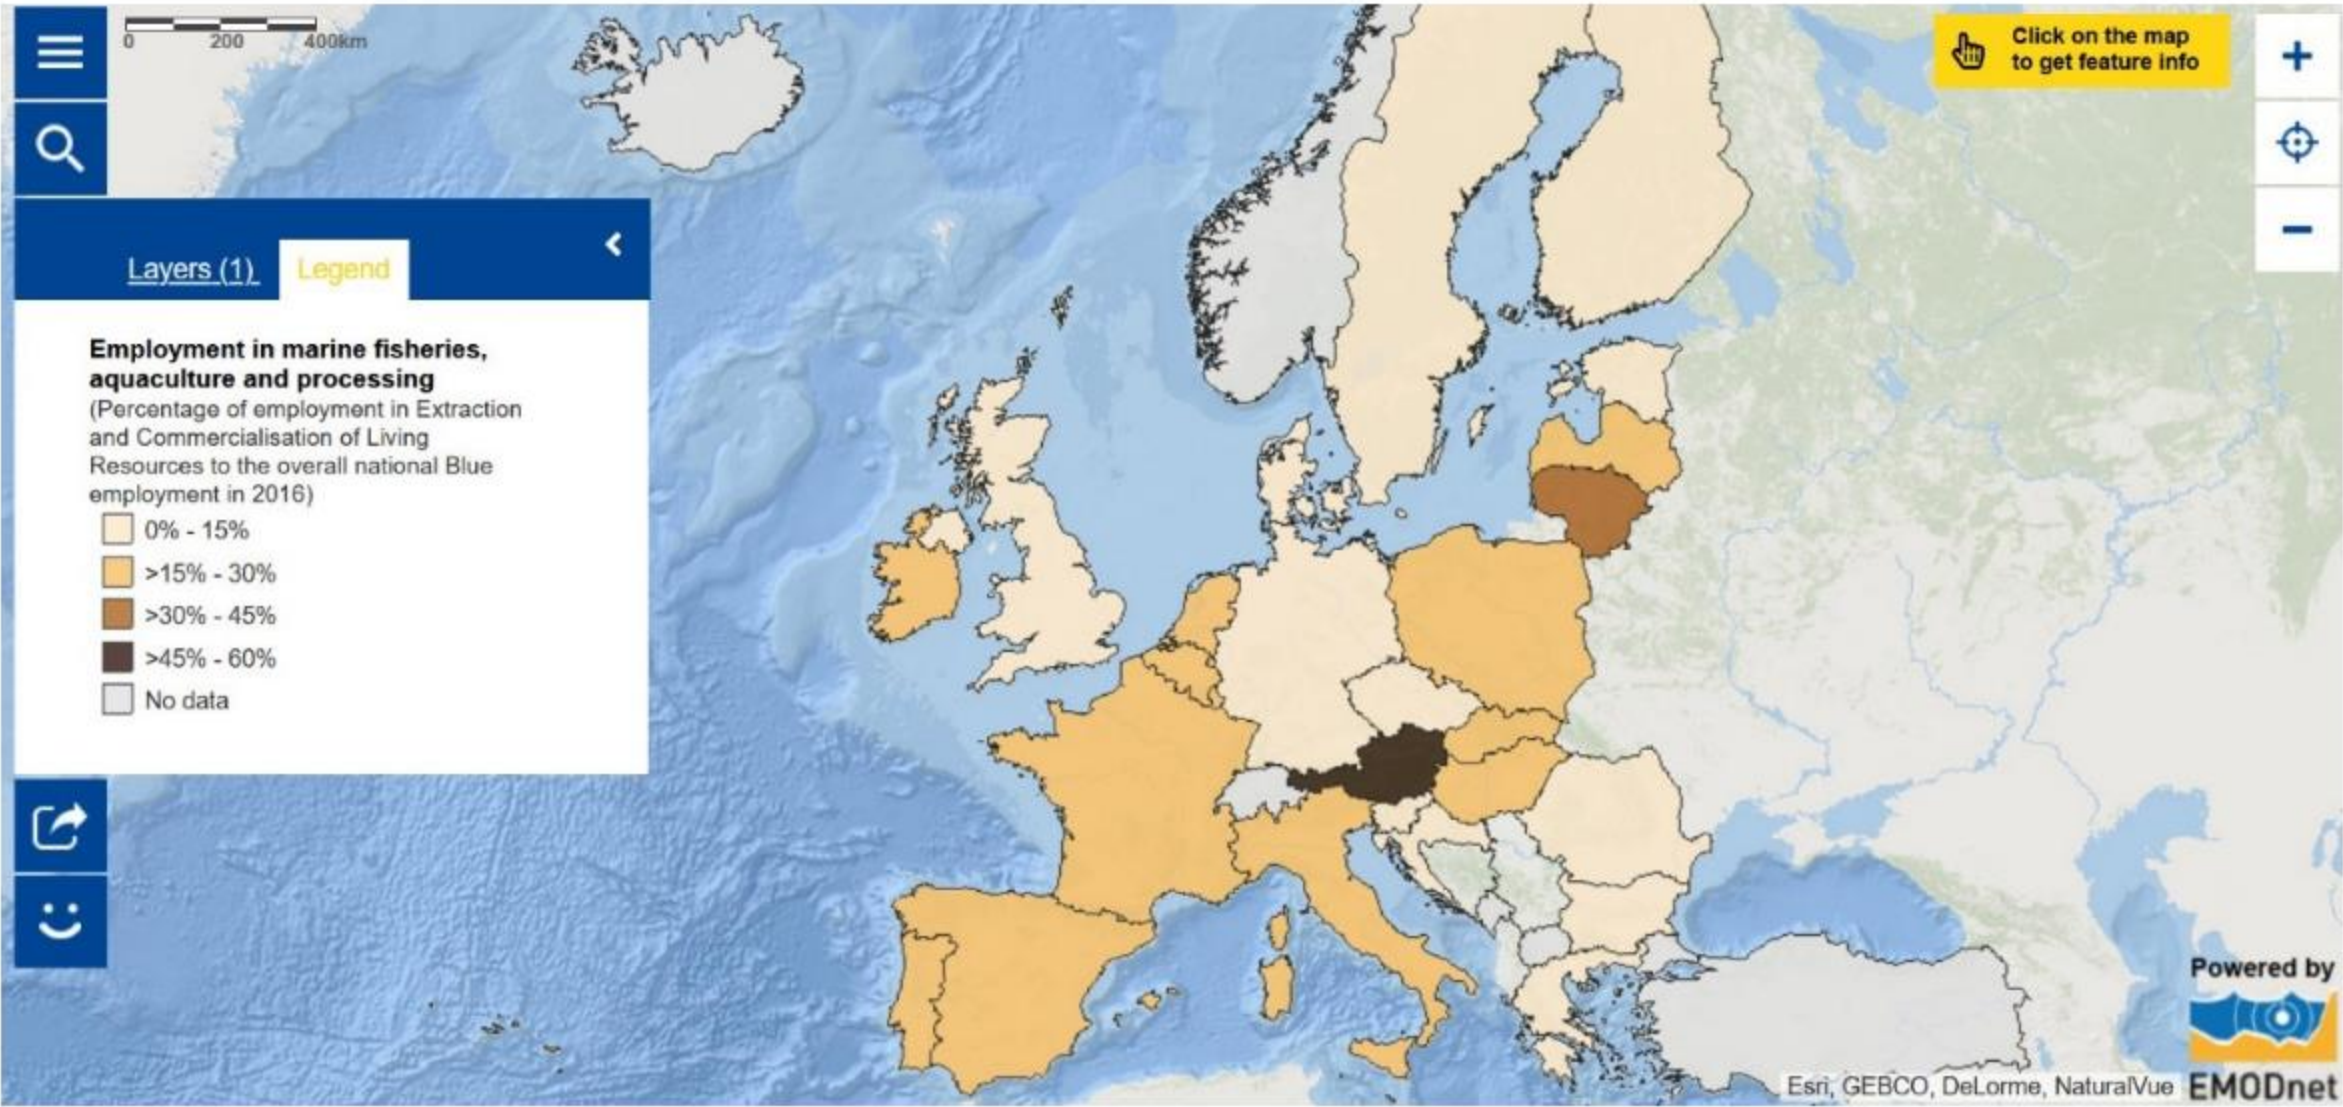 0 200 400km
Click on the map
to get feature info
Layers (1)
Legend
Employment in marine fisheries,
aquaculture and processing
(Percentage of employment in Extraction
and Commercialisation of Living
Resources to the overall national Blue
employment in 2016)
0% - 15%
>15% - 30%
>30% - 45%
>45% - 60%
No data
Powered by
Esri, GEBCO, DeLorme, NaturalVue
EMODnet